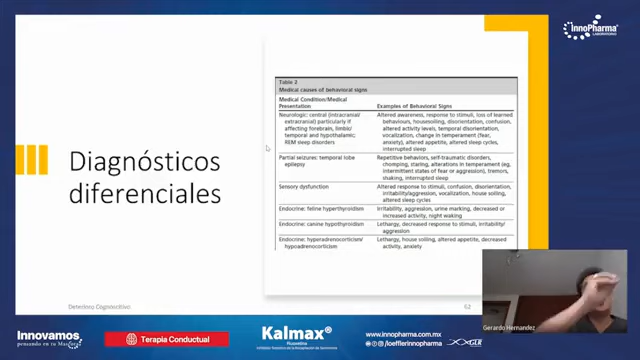 InnoPharma
LABORATORIO
Diagnósticos
diferenciales
Table 2
Medical causes of behavioral signs
Medical Condition/Medical Presentation
Examples of Behavioral Signs
Neurologic: central (intracranial/
extracranial) particularly if
affecting forebrain, limbic/
temporal and hypothalamic;
REM sleep disorders
Altered awareness, response to stimuli, loss of learned
behaviours, housesoiling, disorientation, confusion,
altered activity levels, temporal disorientation,
vocalization, change in temperament (fear,
anxiety), altered appetite, altered sleep cycles,
interrupted sleep
Partial seizures: temporal lobe
epilepsy
Repetitive behaviors, self-traumatic disorders,
chomping, staring, alterations in temperament (eg,
intermittent states of fear or aggression), tremors,
shaking, interrupted sleep
Sensory dysfunction
Altered response to stimuli, confusion, disorientation,
irritability/aggression, vocalization, house soiling,
altered sleep cycles
Endocrine: feline hyperthyroidism
Irritability, aggression, urine marking, decreased or
increased activity, night waking
Endocrine: canine hypothyroidism
Lethargy, decreased response to stimuli, irritability/
aggression
Endocrine: hyperadrenocorticism/
hypoadrenocorticism
Lethargy, house soiling, altered appetite, decreased
activity, anxiety
Deterioro Cogndocitivo
62
Gerardo Hernandez
Innovamos
pensando en tu Mascota
Terapia Conductual
Kalmax®
Fluoxetina
www.innopharma.com.mx
/loefflerinnopharma